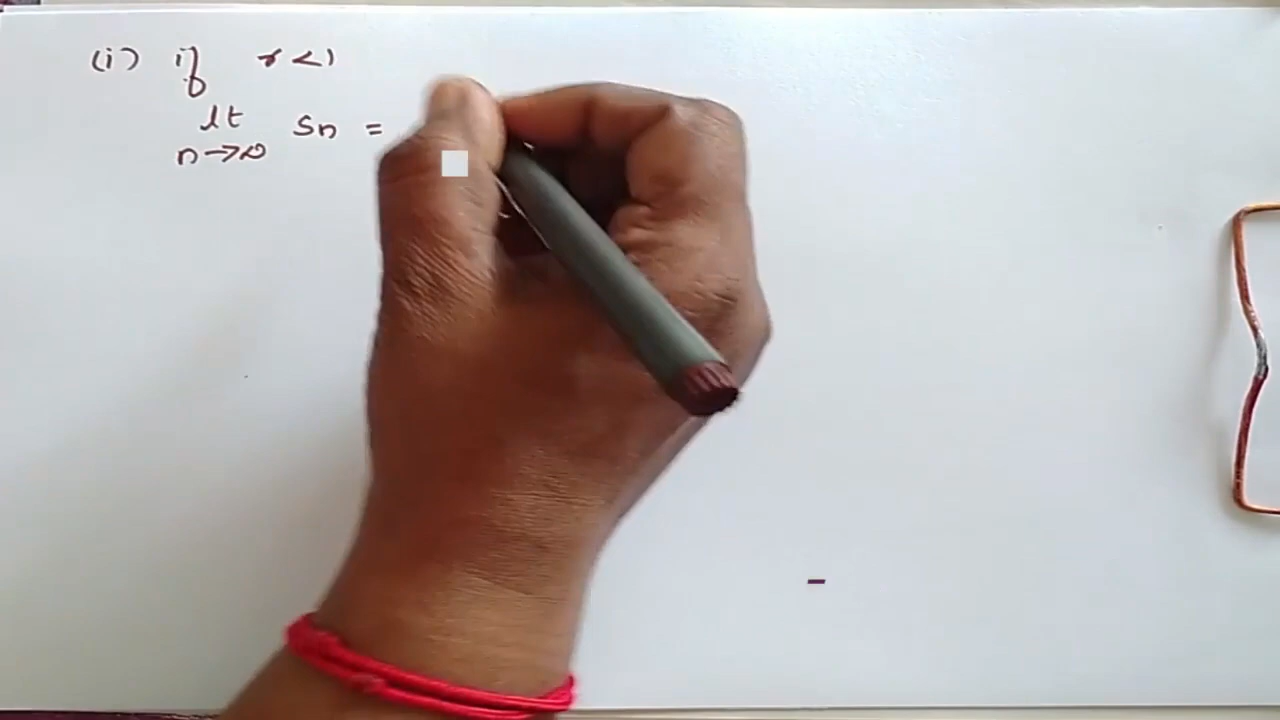 (i) if r<1
lt Sn =
n→∞